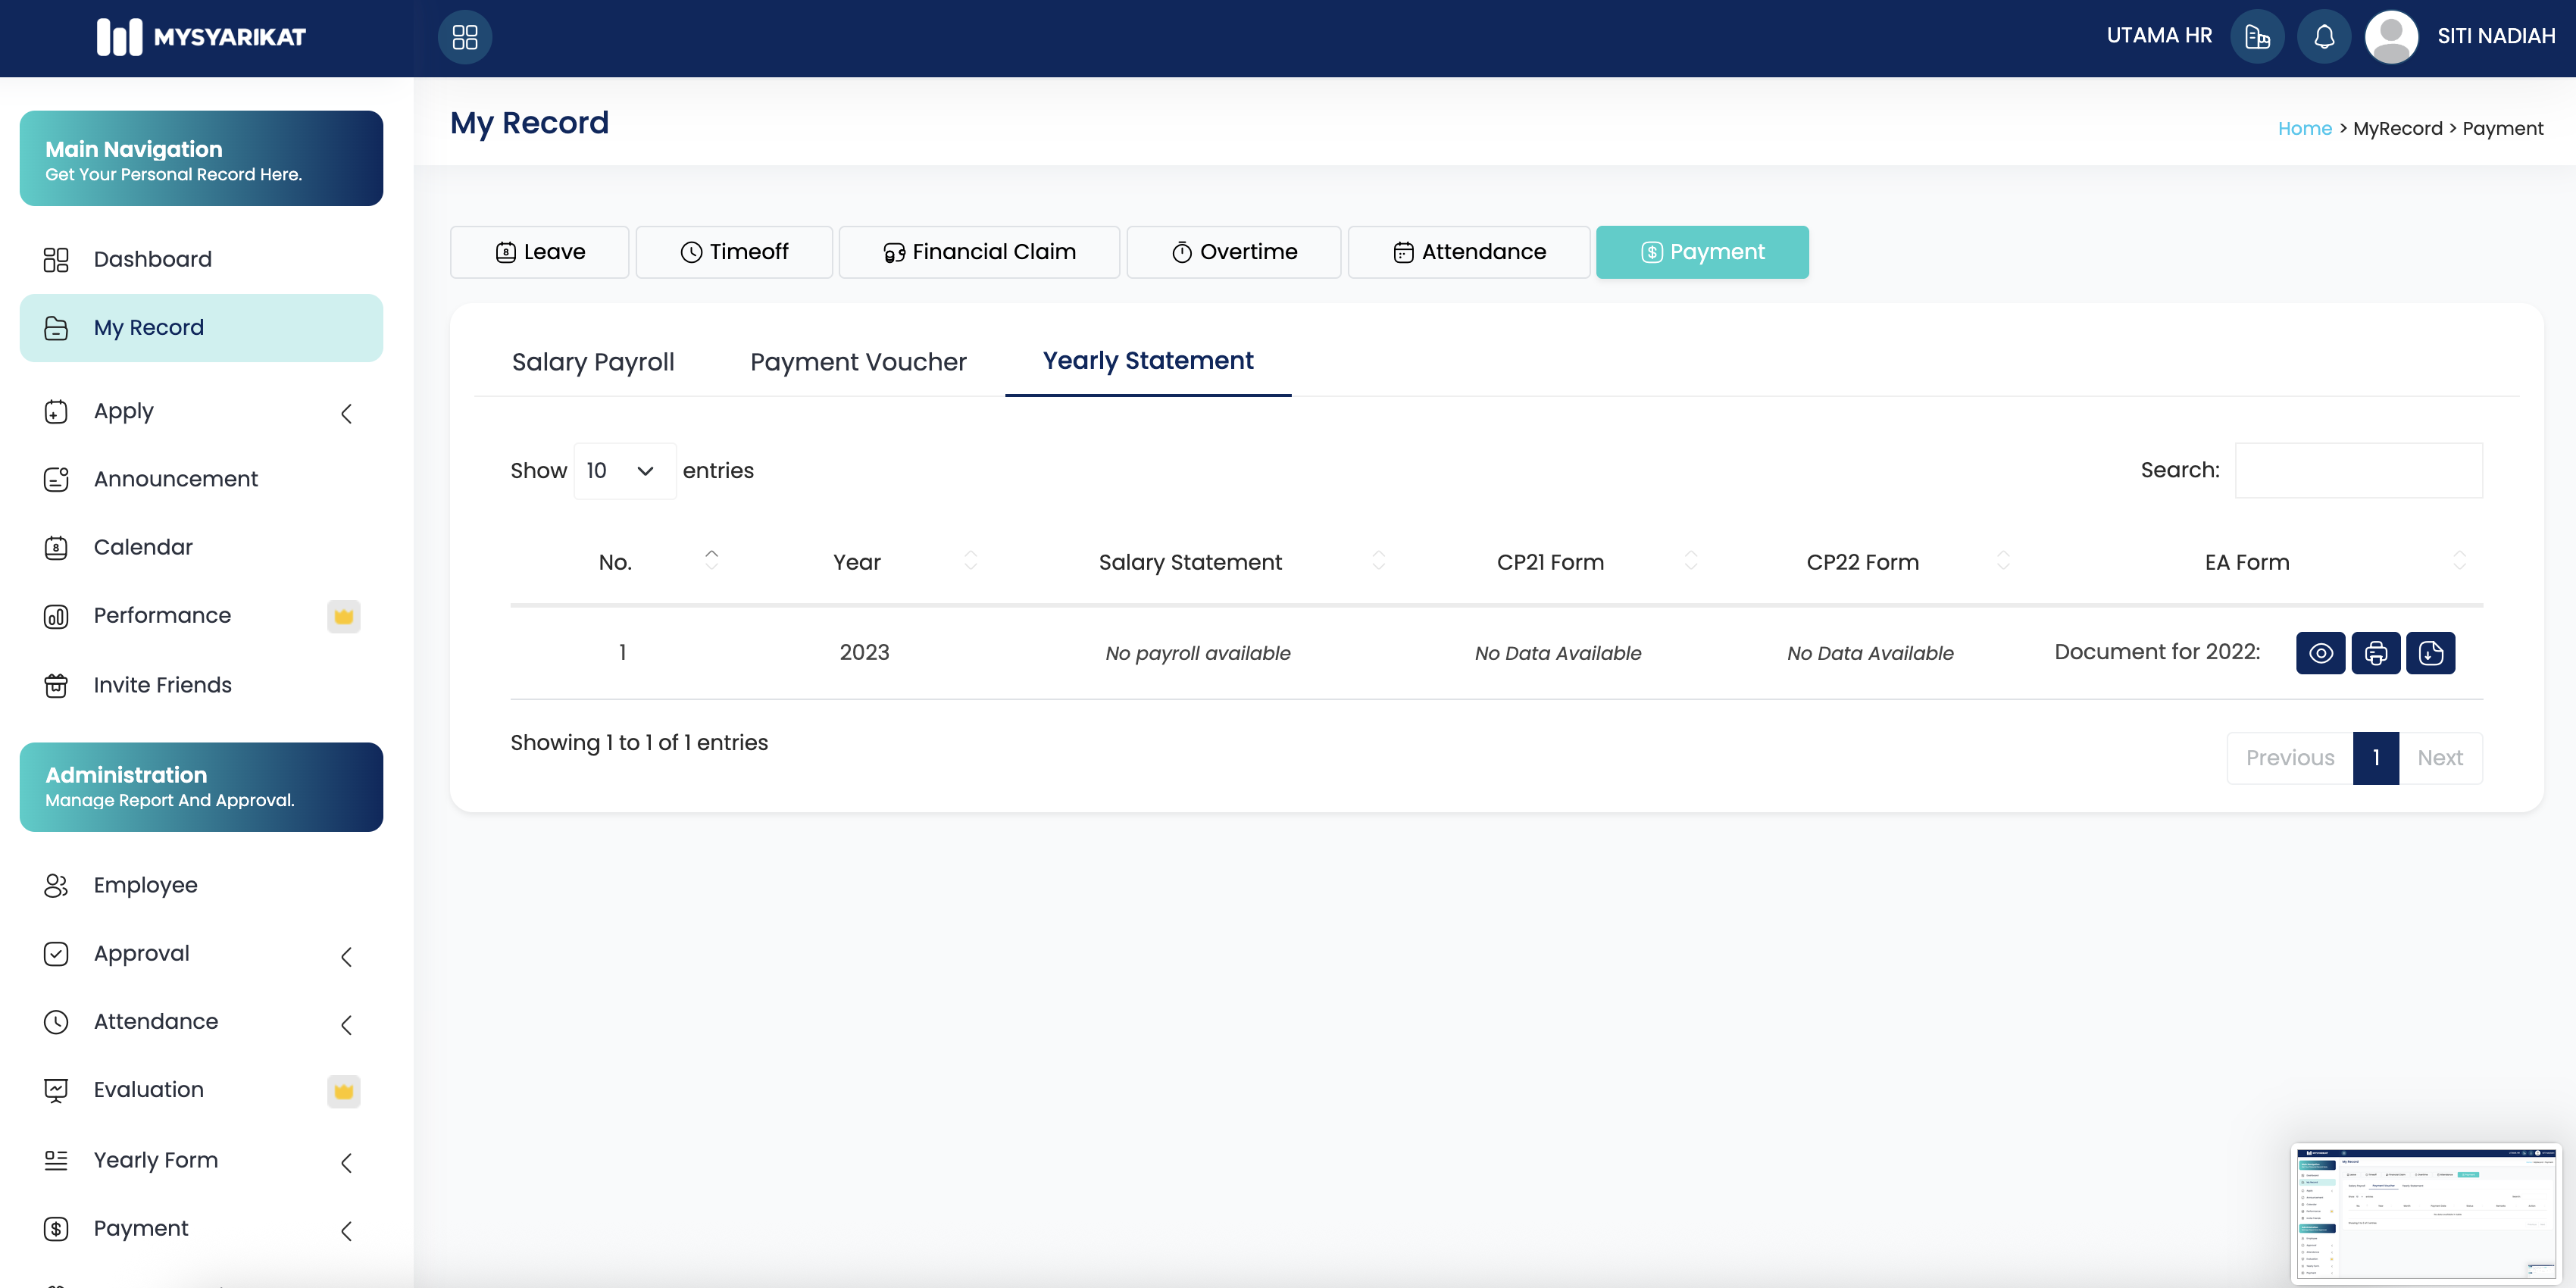 MYSYARIKAT
UTAMA HR
SITI NADIAH
Main Navigation
Get Your Personal Record Here.
Dashboard
My Record
Apply
Announcement
Calendar
Performance
Invite Friends
Administration
Manage Report And Approval.
Employee
Approval
Attendance
Evaluation
Yearly Form
Payment
My Record
Home > MyRecord > Payment
Leave
Timeoff
Financial Claim
Overtime
Attendance
Payment
Salary Payroll
Payment Voucher
Yearly Statement
Show 10 entries
Search:
No. Year Salary Statement CP21 Form CP22 Form EA Form
1 2023 No payroll available No Data Available No Data Available Document for 2022:
Showing 1 to 1 of 1 entries
Previous 1 Next